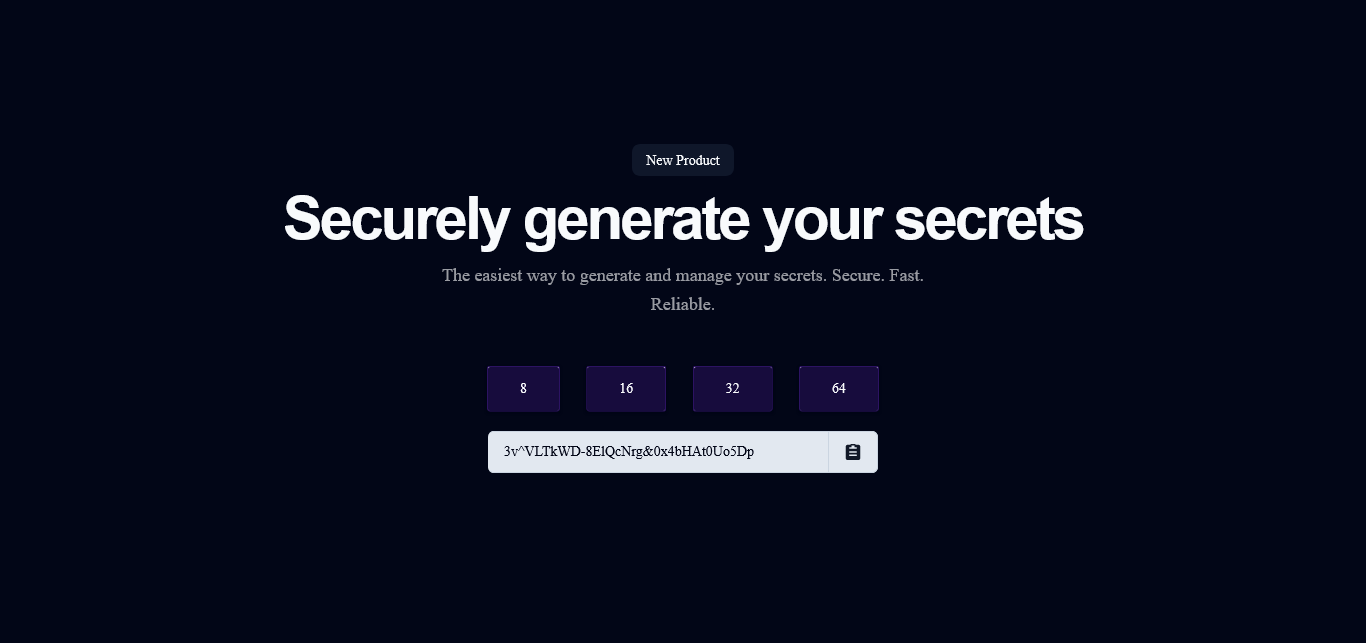 New Product
Securely generate your secrets
The easiest way to generate and manage your secrets. Secure. Fast.
Reliable.
8 16 32 64
3v^VLTkWD-8ElQcNrg&0x4bHAt0Uo5Dp